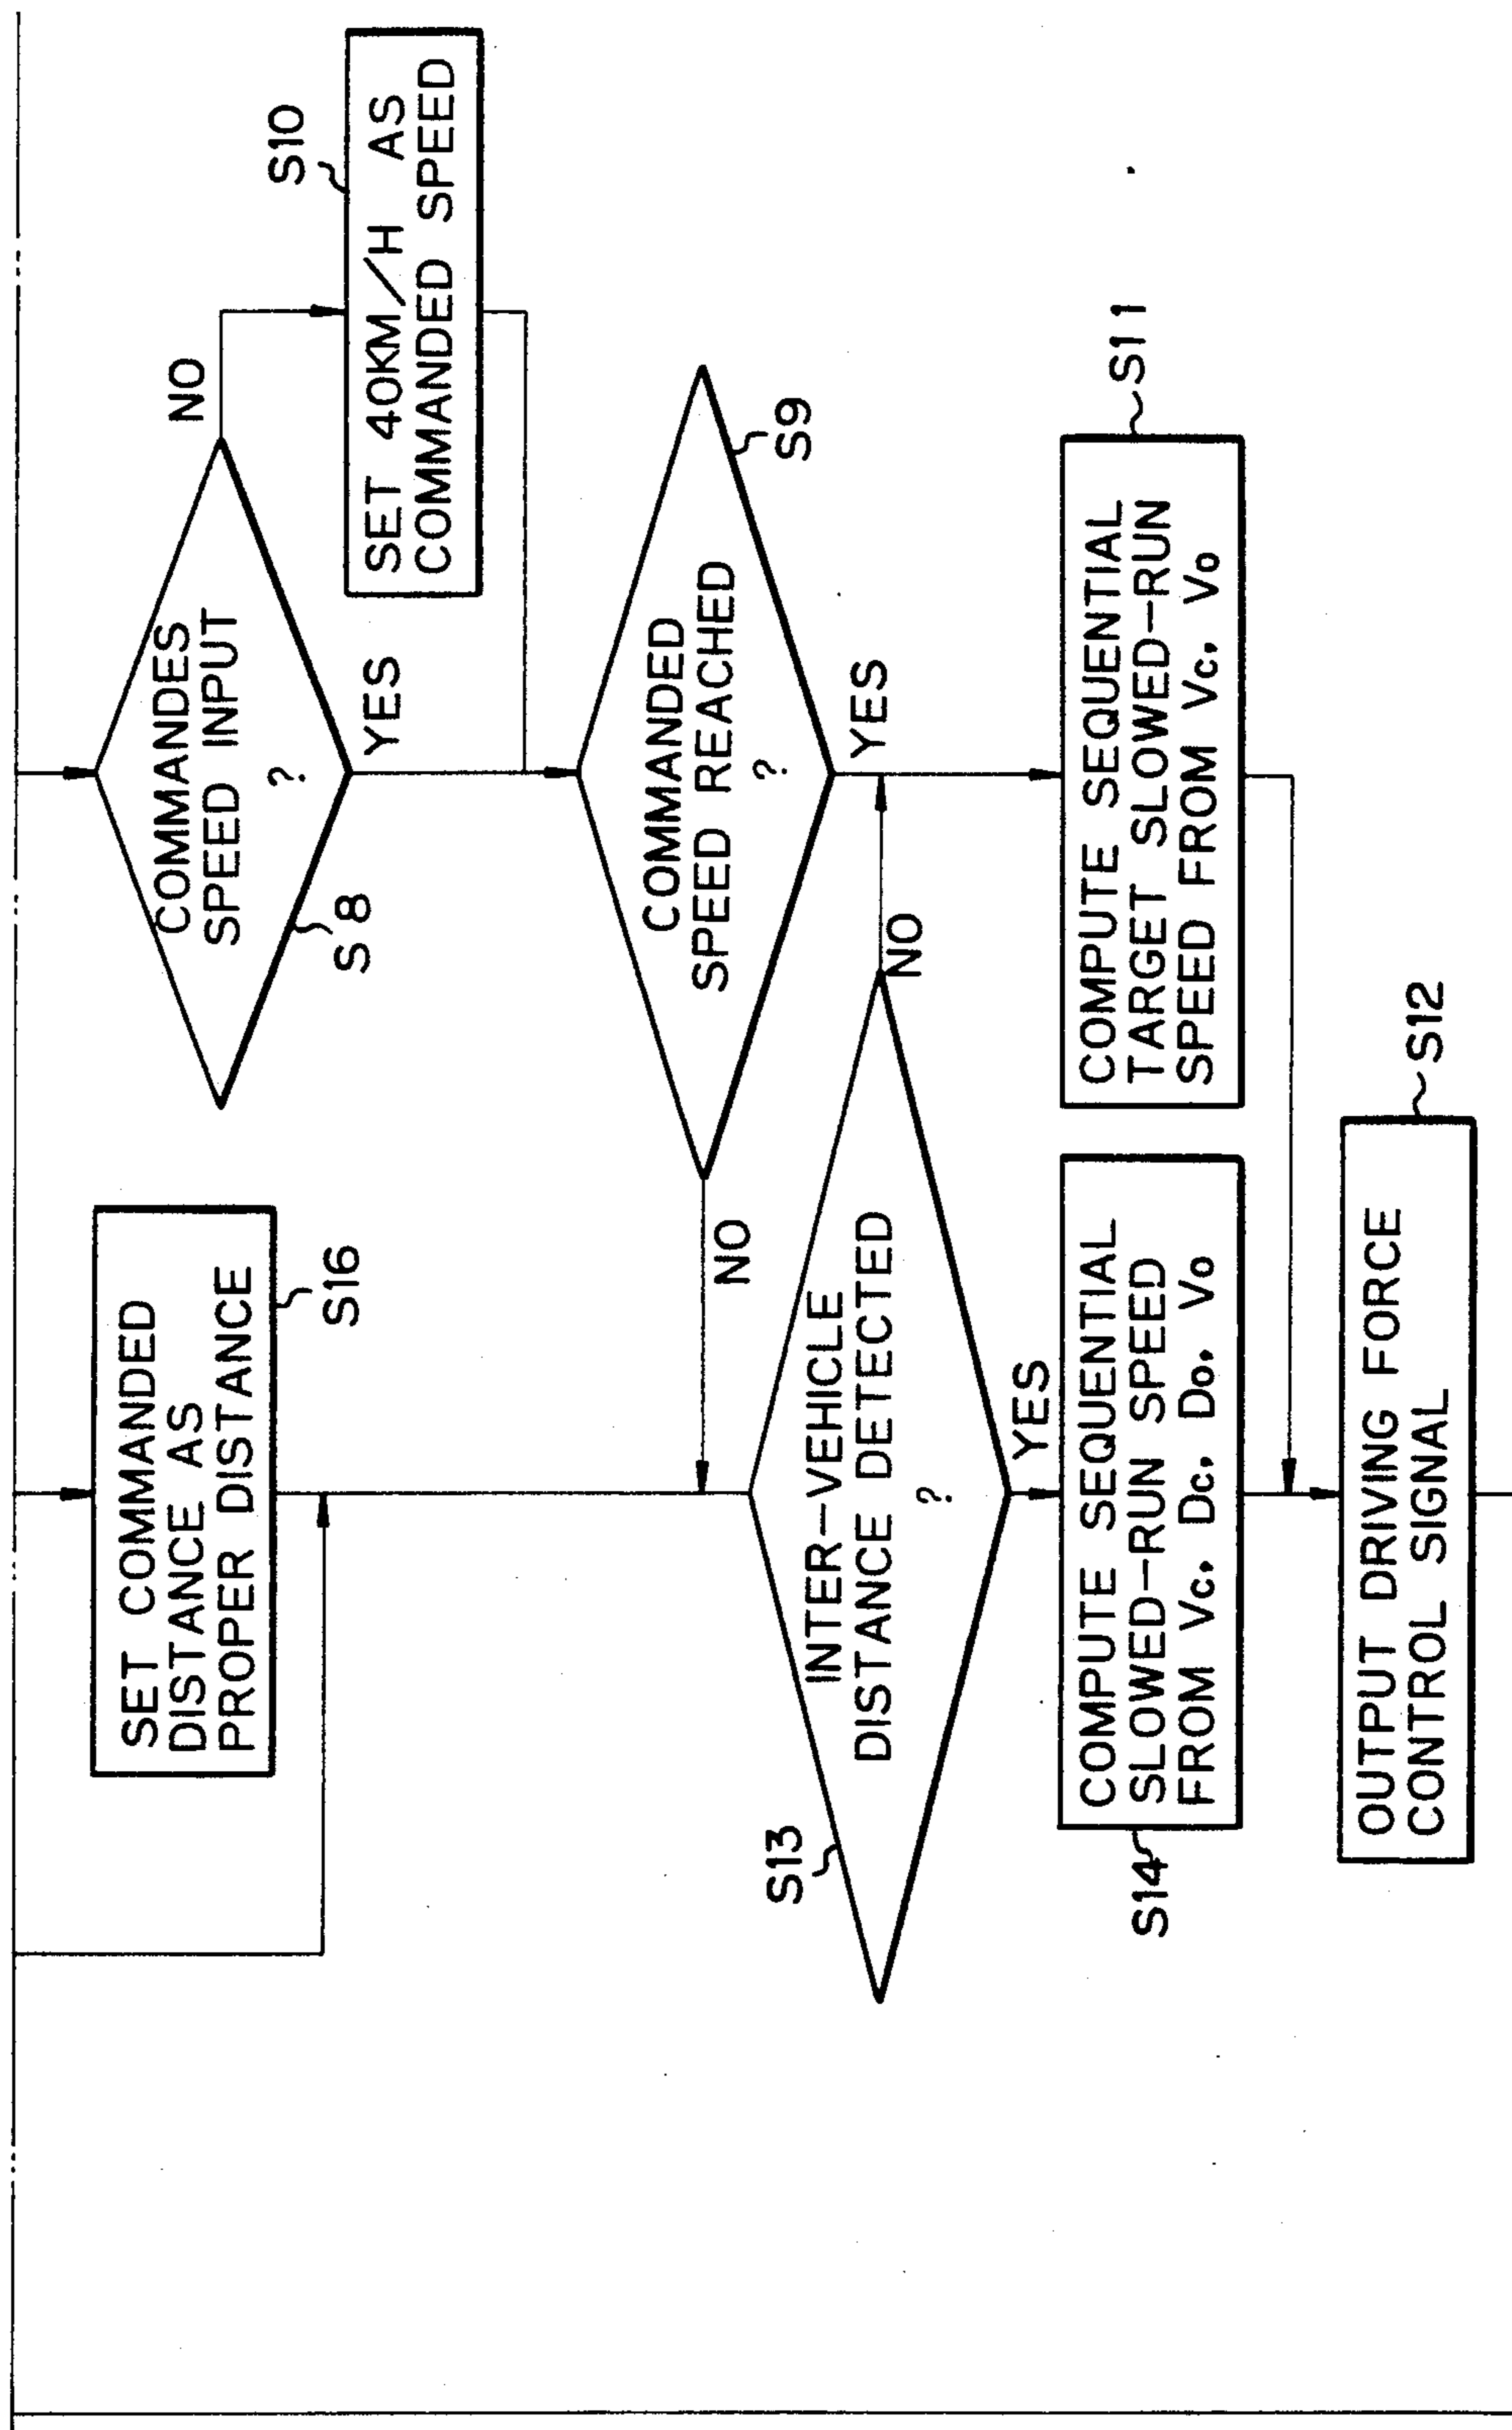 COMMANDES
SPEED INPUT
?
S8
NO
YES
SET 40KM/H AS
COMMANDED SPEED
S10
SET COMMANDED
DISTANCE AS
PROPER DISTANCE
S16
COMMANDED
SPEED REACHED
?
S9
NO
YES
INTER-VEHICLE
DISTANCE DETECTED
?
S13
NO
YES
COMPUTE SEQUENTIAL
TARGET SLOWED-RUN
SPEED FROM Vc, Vo
S11
COMPUTE SEQUENTIAL
SLOWED-RUN SPEED
FROM Vc, Dc, Do, Vo
S14
OUTPUT DRIVING FORCE
CONTROL SIGNAL
S12